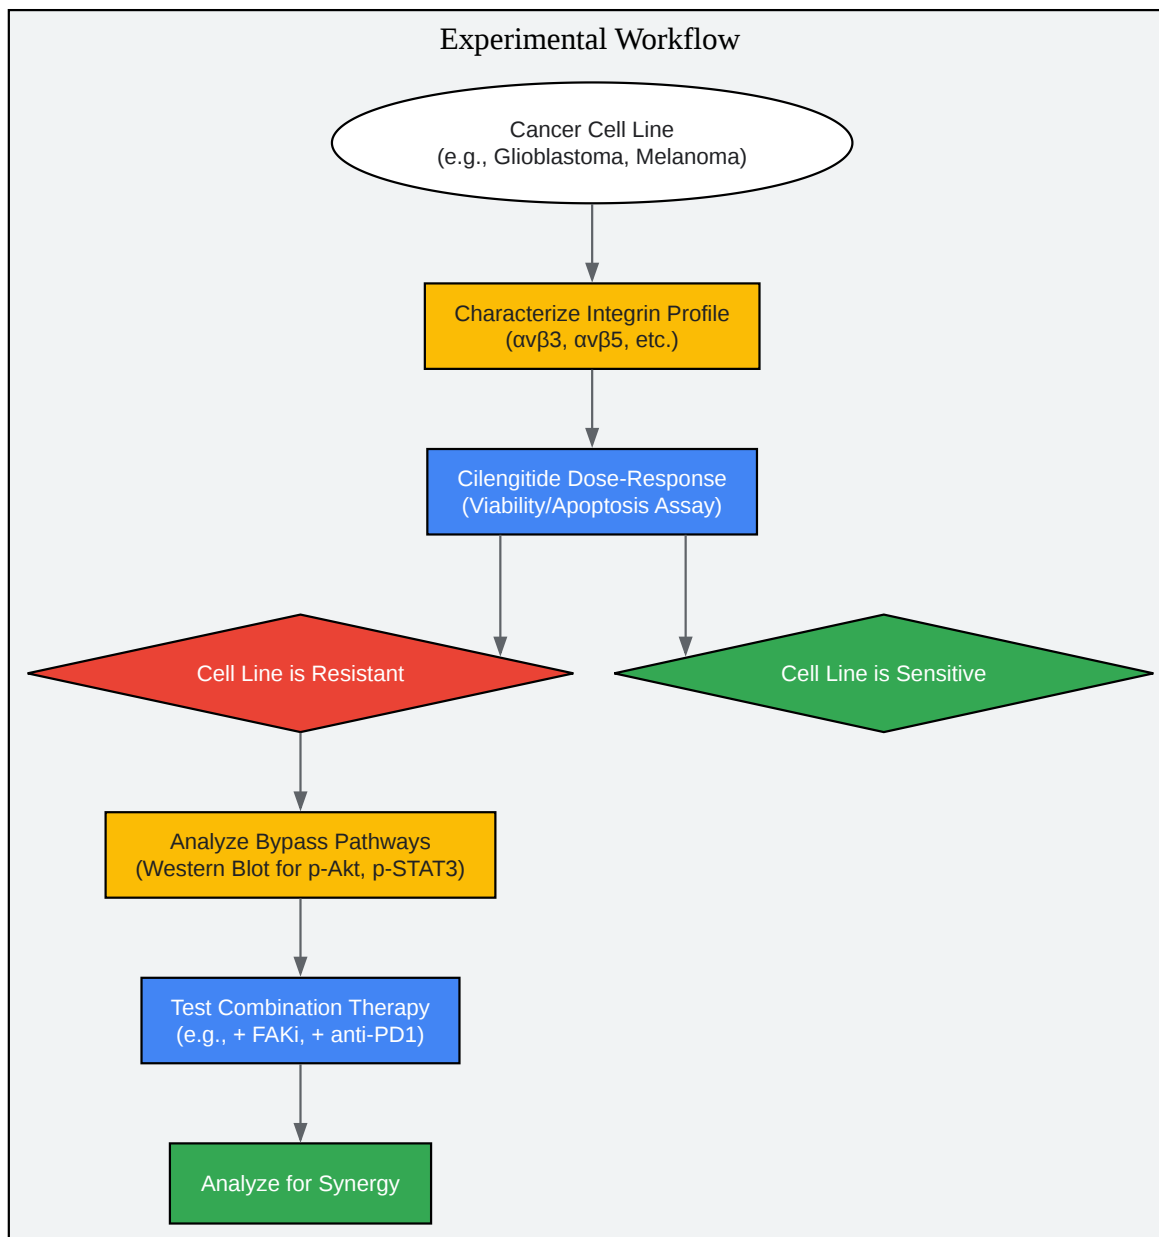 Experimental Workflow
Cancer Cell Line
(e.g., Glioblastoma, Melanoma)
Characterize Integrin Profile
(αvβ3, αvβ5, etc.)
Cilengitide Dose-Response
(Viability/Apoptosis Assay)
Cell Line is Resistant
Cell Line is Sensitive
Analyze Bypass Pathways
(Western Blot for p-Akt, p-STAT3)
Test Combination Therapy
(e.g., + FAKi, + anti-PD1)
Analyze for Synergy